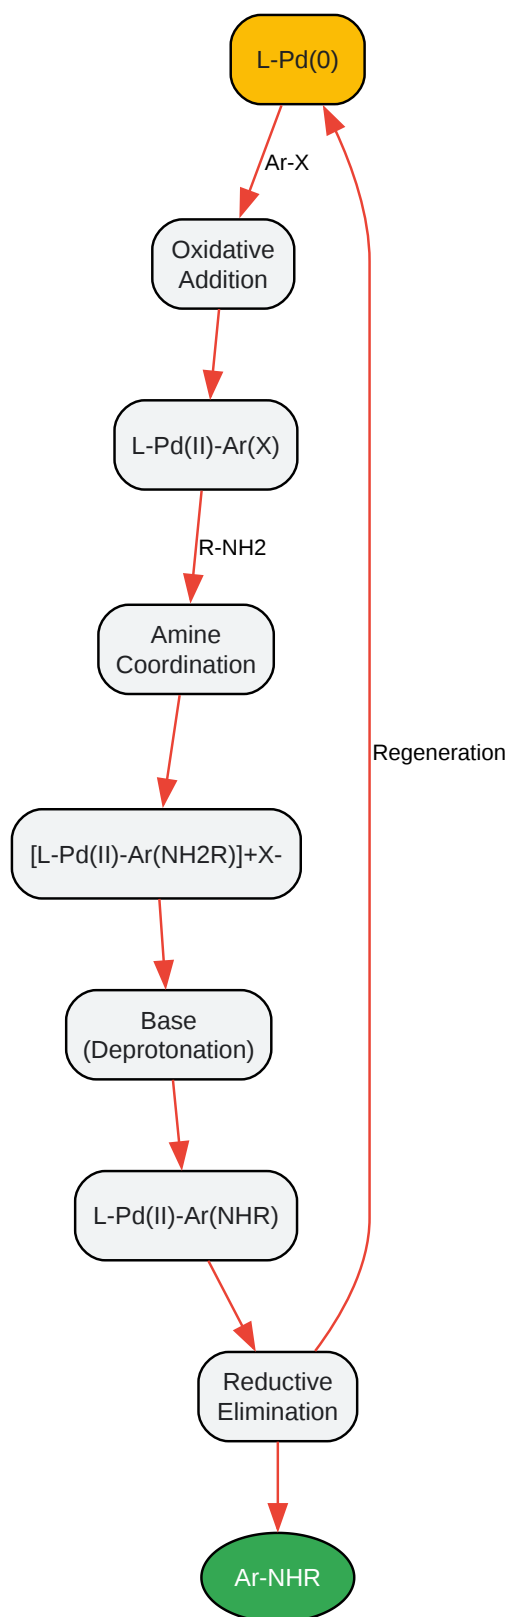 L-Pd(0)
Ar-X
Oxidative
Addition
L-Pd(II)-Ar(X)
R-NH2
Amine
Coordination
Regeneration
[L-Pd(II)-Ar(NH2R)]+X-
Base
(Deprotonation)
L-Pd(II)-Ar(NHR)
Reductive
Elimination
Ar-NHR